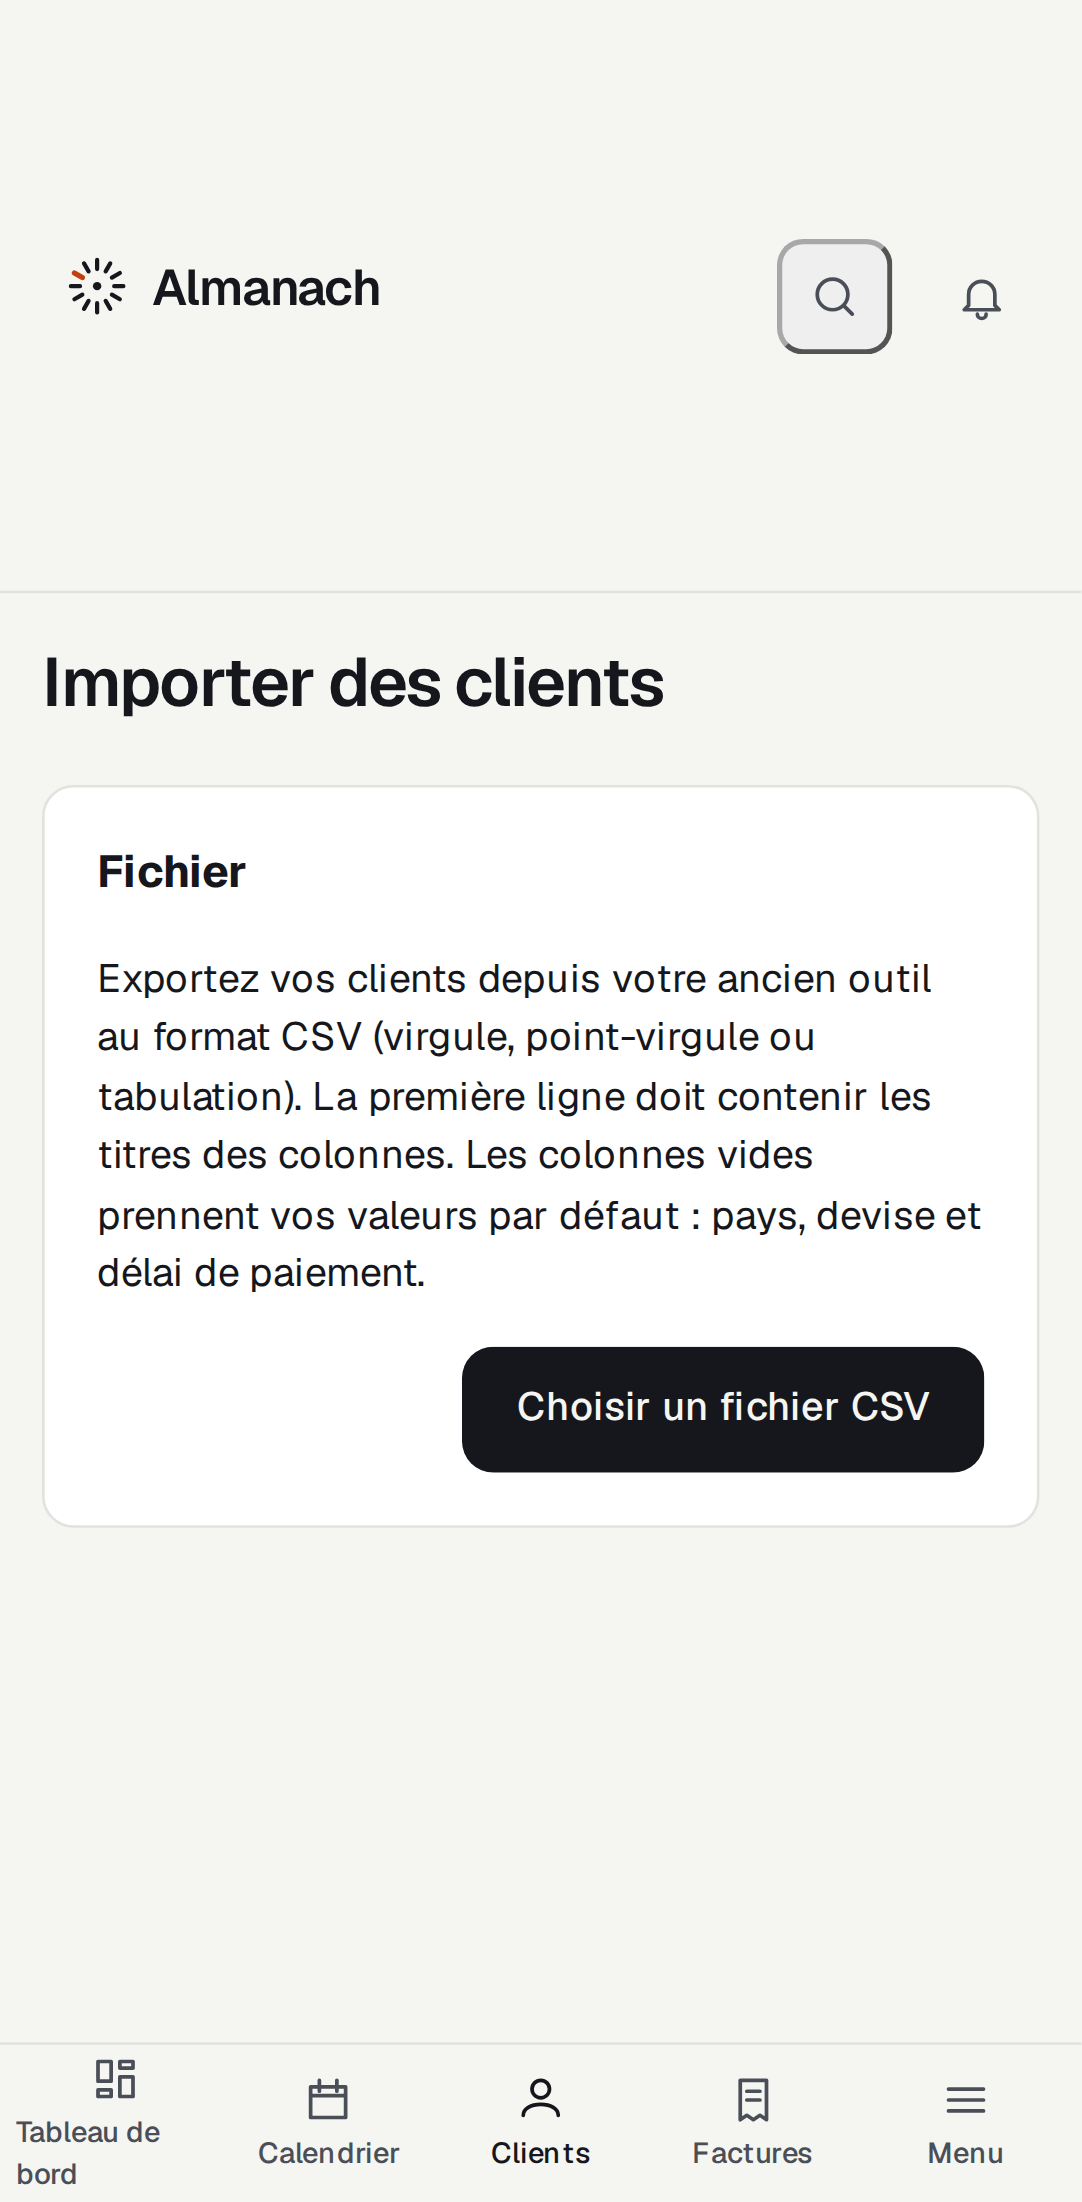 Almanach
Importer des clients
Fichier
Exportez vos clients depuis votre ancien outil
au format CSV (virgule, point-virgule ou
tabulation). La première ligne doit contenir les
titres des colonnes. Les colonnes vides
prennent vos valeurs par défaut : pays, devise et
délai de paiement.
Choisir un fichier CSV
Tableau de
bord
Calendrier
Clients
Factures
Menu